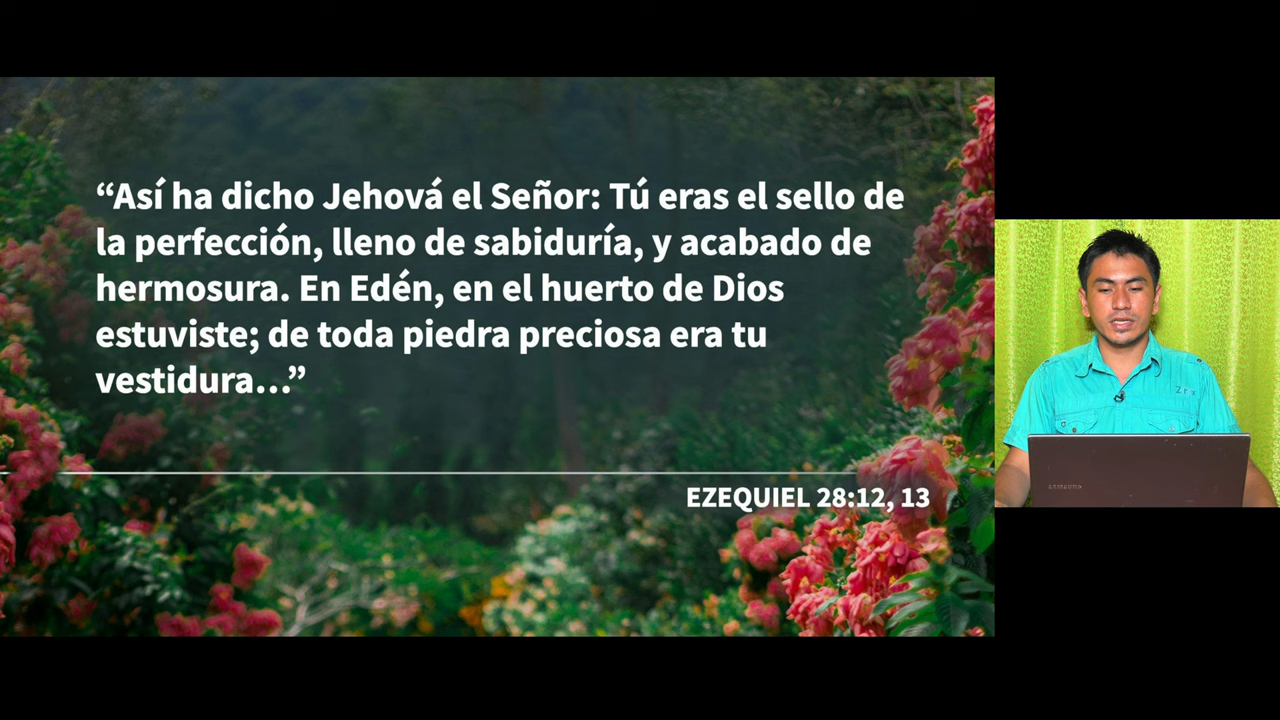 “Así ha dicho Jehová el Señor: Tú eras el sello de
la perfección, lleno de sabiduría, y acabado de
hermosura. En Edén, en el huerto de Dios
estuviste; de toda piedra preciosa era tu
vestidura...”
EZEQUIEL 28:12, 13
SAMSUNG